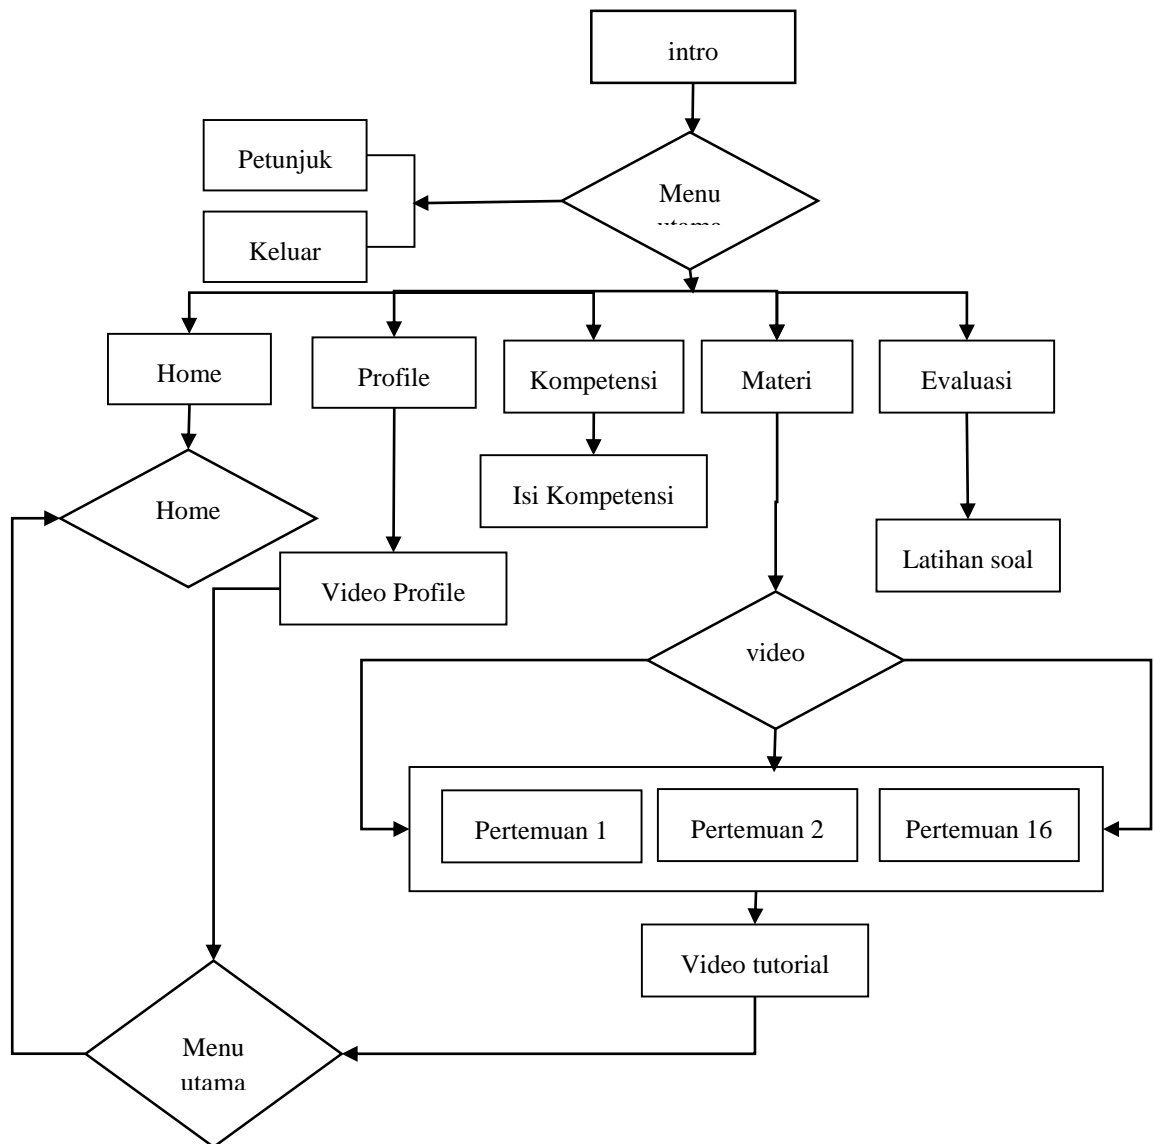 intro
Petunjuk
Menu
utama
Keluar
Home
Profile
Kompetensi
Materi
Evaluasi
Isi Kompetensi
Home
Latihan soal
Video Profile
video
Pertemuan 1
Pertemuan 2
Pertemuan 16
Video tutorial
Menu
utama